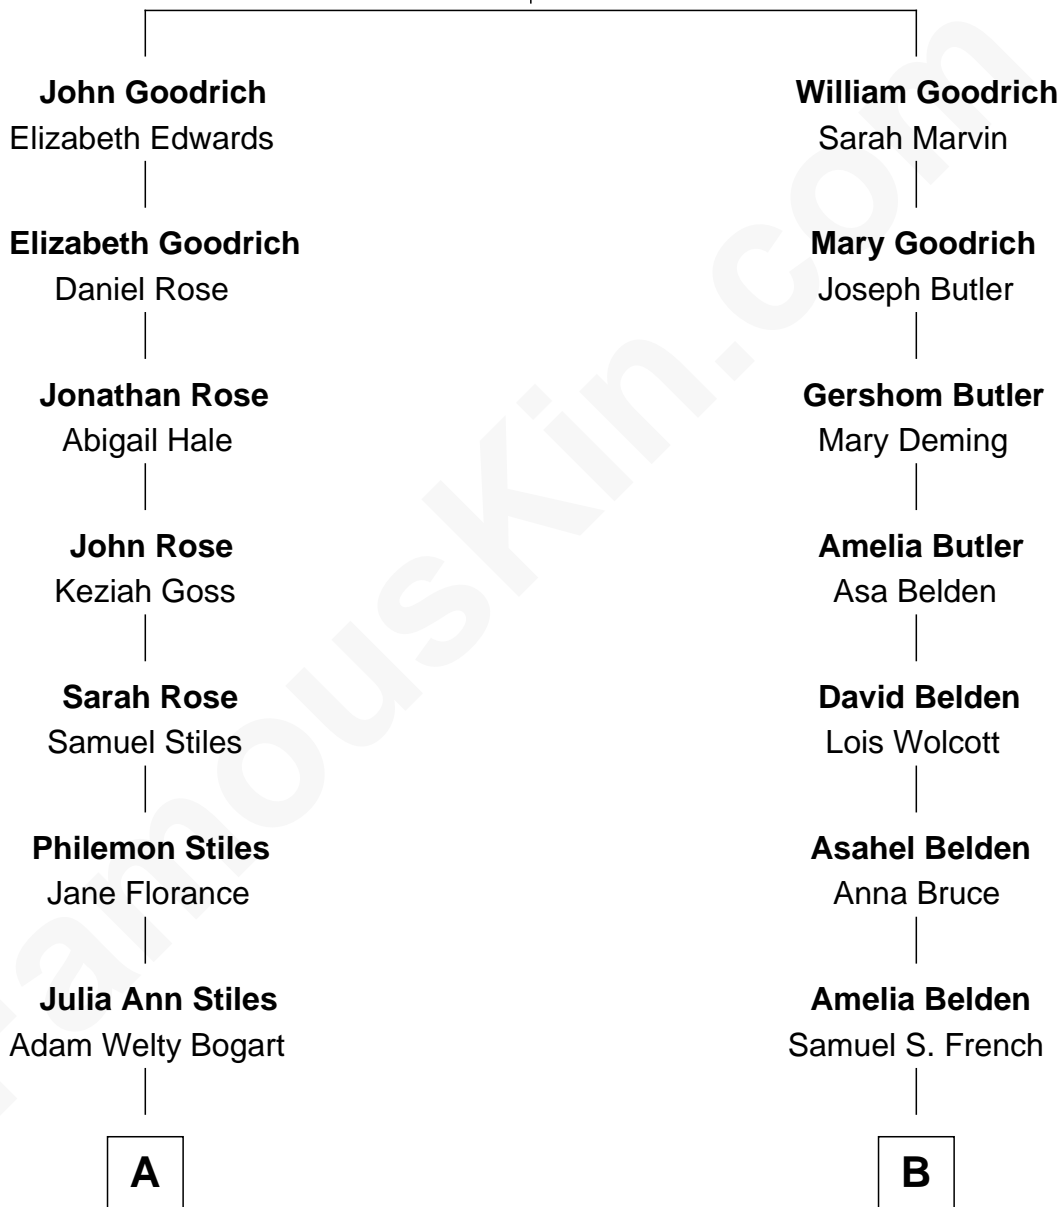 John Goodrich
Elizabeth Edwards
Elizabeth Goodrich
Daniel Rose
Jonathan Rose
Abigail Hale
John Rose
Keziah Goss
Sarah Rose
Samuel Stiles
Philemon Stiles
Jane Florance
Julia Ann Stiles
Adam Welty Bogart
A
William Goodrich
Sarah Marvin
Mary Goodrich
Joseph Butler
Gershom Butler
Mary Deming
Amelia Butler
Asa Belden
David Belden
Lois Wolcott
Asahel Belden
Anna Bruce
Amelia Belden
Samuel S. French
B
FamousKin.com